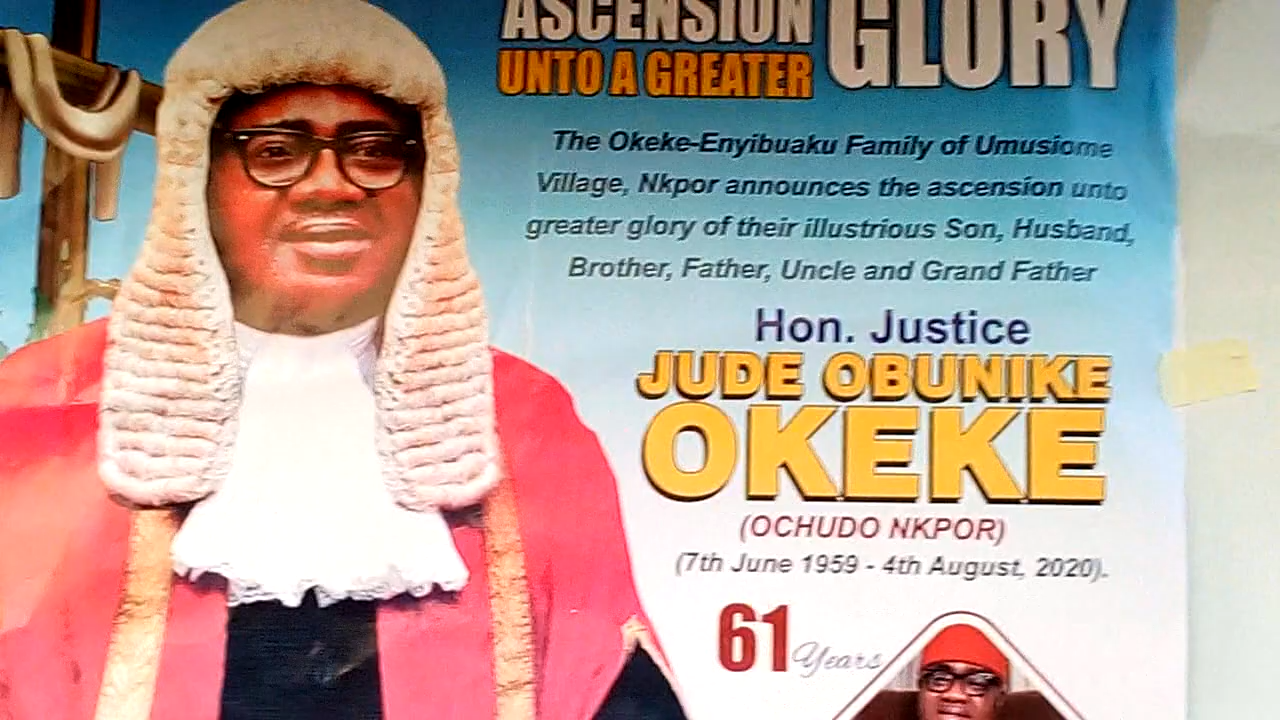 ASCENSION GLORY
UNTO A GREATER
The Okeke-Enyibuaku Family of Umusiome
Village, Nkpor announces the ascension unto
greater glory of their illustrious Son, Husband,
Brother, Father, Uncle and Grand Father
Hon. Justice
JUDE OBUNIKE
OKEKE
(OCHUDO NKPOR)
(7th June 1959 - 4th August, 2020).
61 Years